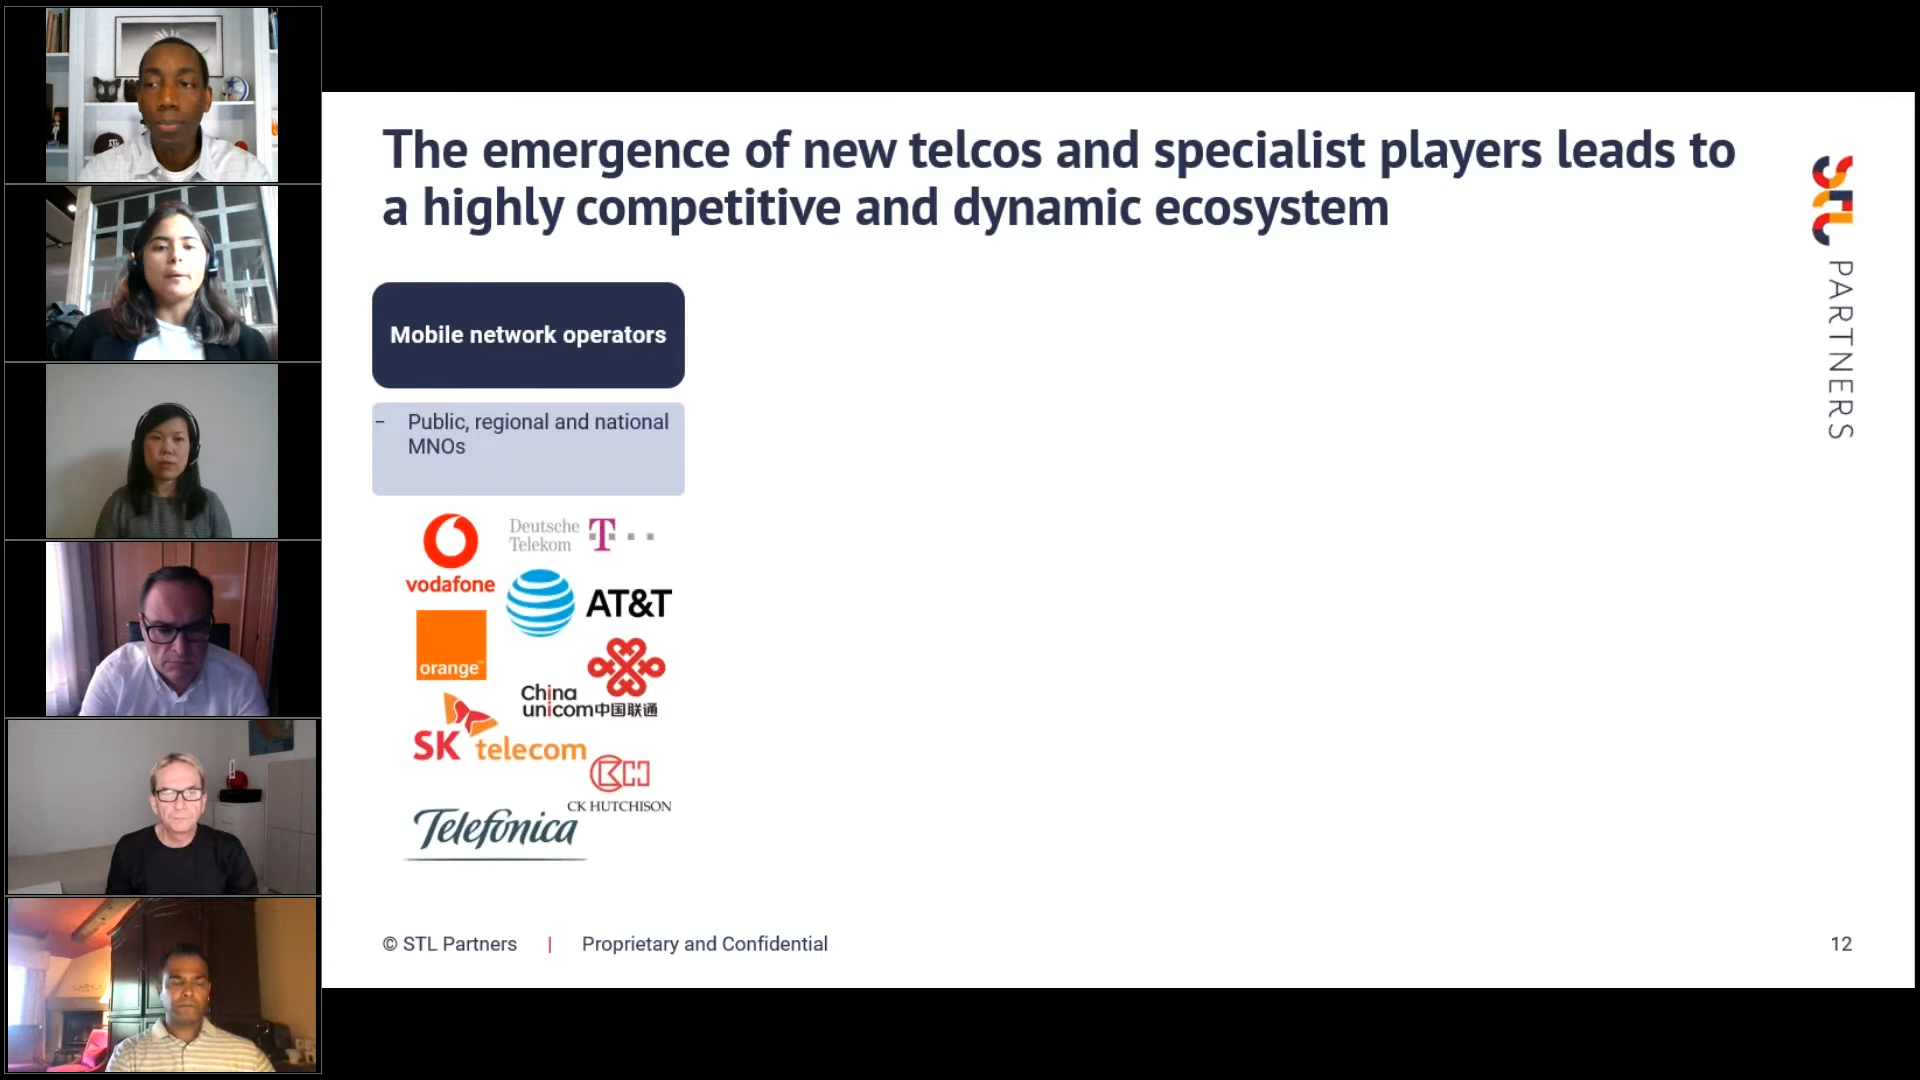 The emergence of new telcos and specialist players leads to
a highly competitive and dynamic ecosystem
STL
PARTNERS
Mobile network operators
– Public, regional and national
MNOs
vodafone
Deutsche
Telekom
T
AT&T
orange
China
unicom中国联通
SK telecom
CK HUTCHISON
Telefónica
© STL Partners | Proprietary and Confidential
12